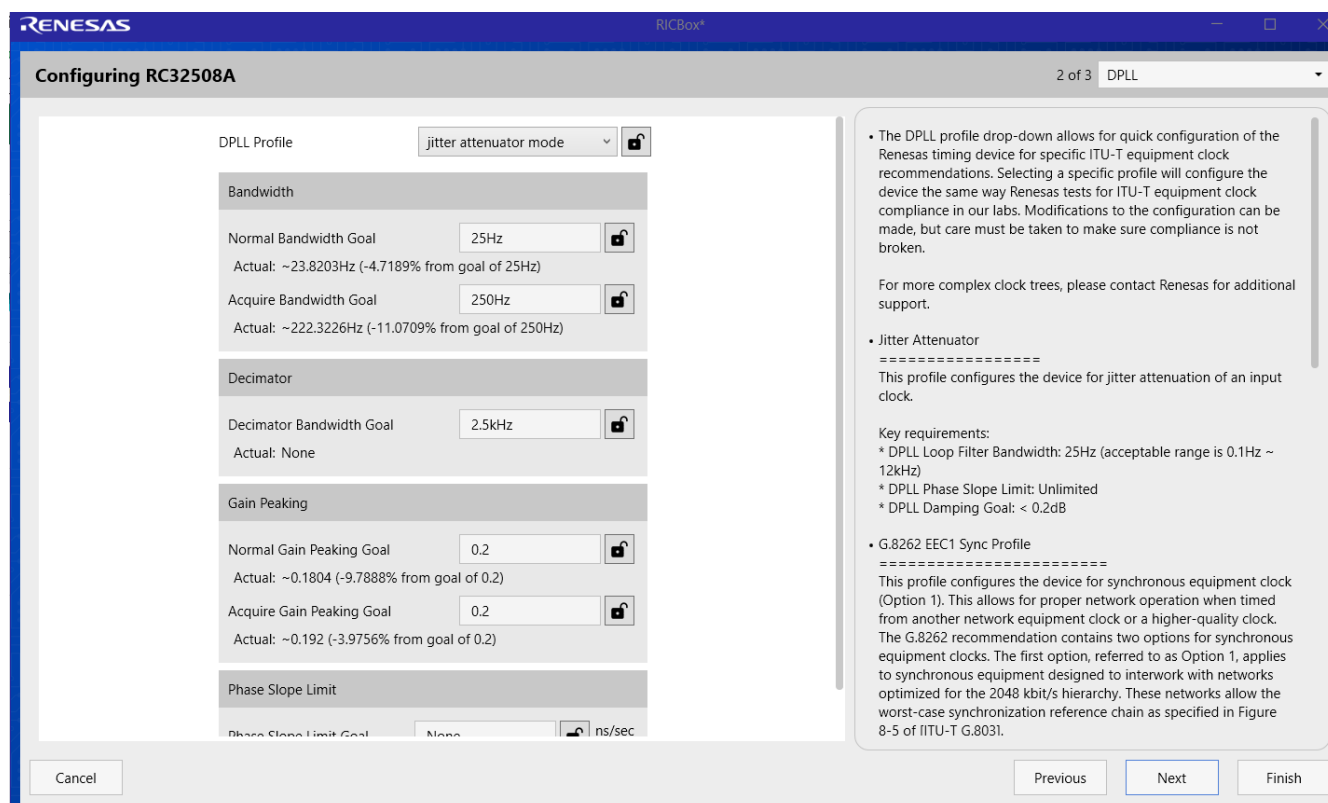 RENESAS
RICBox*
Configuring RC32508A
2 of 3 DPLL
DPLL Profile jitter attenuator mode
Bandwidth
Normal Bandwidth Goal 25Hz
Actual: ~23.8203Hz (-4.7189% from goal of 25Hz)
Acquire Bandwidth Goal 250Hz
Actual: ~222.3226Hz (-11.0709% from goal of 250Hz)
Decimator
Decimator Bandwidth Goal 2.5kHz
Actual: None
Gain Peaking
Normal Gain Peaking Goal 0.2
Actual: ~0.1804 (-9.7888% from goal of 0.2)
Acquire Gain Peaking Goal 0.2
Actual: ~0.192 (-3.9756% from goal of 0.2)
Phase Slope Limit
Phase Slope Limit Goal None ns/sec
• The DPLL profile drop-down allows for quick configuration of the
Renesas timing device for specific ITU-T equipment clock
recommendations. Selecting a specific profile will configure the
device the same way Renesas tests for ITU-T equipment clock
compliance in our labs. Modifications to the configuration can be
made, but care must be taken to make sure compliance is not
broken.
For more complex clock trees, please contact Renesas for additional
support.
• Jitter Attenuator
=================
This profile configures the device for jitter attenuation of an input
clock.
Key requirements:
* DPLL Loop Filter Bandwidth: 25Hz (acceptable range is 0.1Hz ~
12kHz)
* DPLL Phase Slope Limit: Unlimited
* DPLL Damping Goal: < 0.2dB
• G.8262 EEC1 Sync Profile
========================
This profile configures the device for synchronous equipment clock
(Option 1). This allows for proper network operation when timed
from another network equipment clock or a higher-quality clock.
The G.8262 recommendation contains two options for synchronous
equipment clocks. The first option, referred to as Option 1, applies
to synchronous equipment designed to interwork with networks
optimized for the 2048 kbit/s hierarchy. These networks allow the
worst-case synchronization reference chain as specified in Figure
8-5 of [ITU-T G.803].
Cancel
Previous
Next
Finish